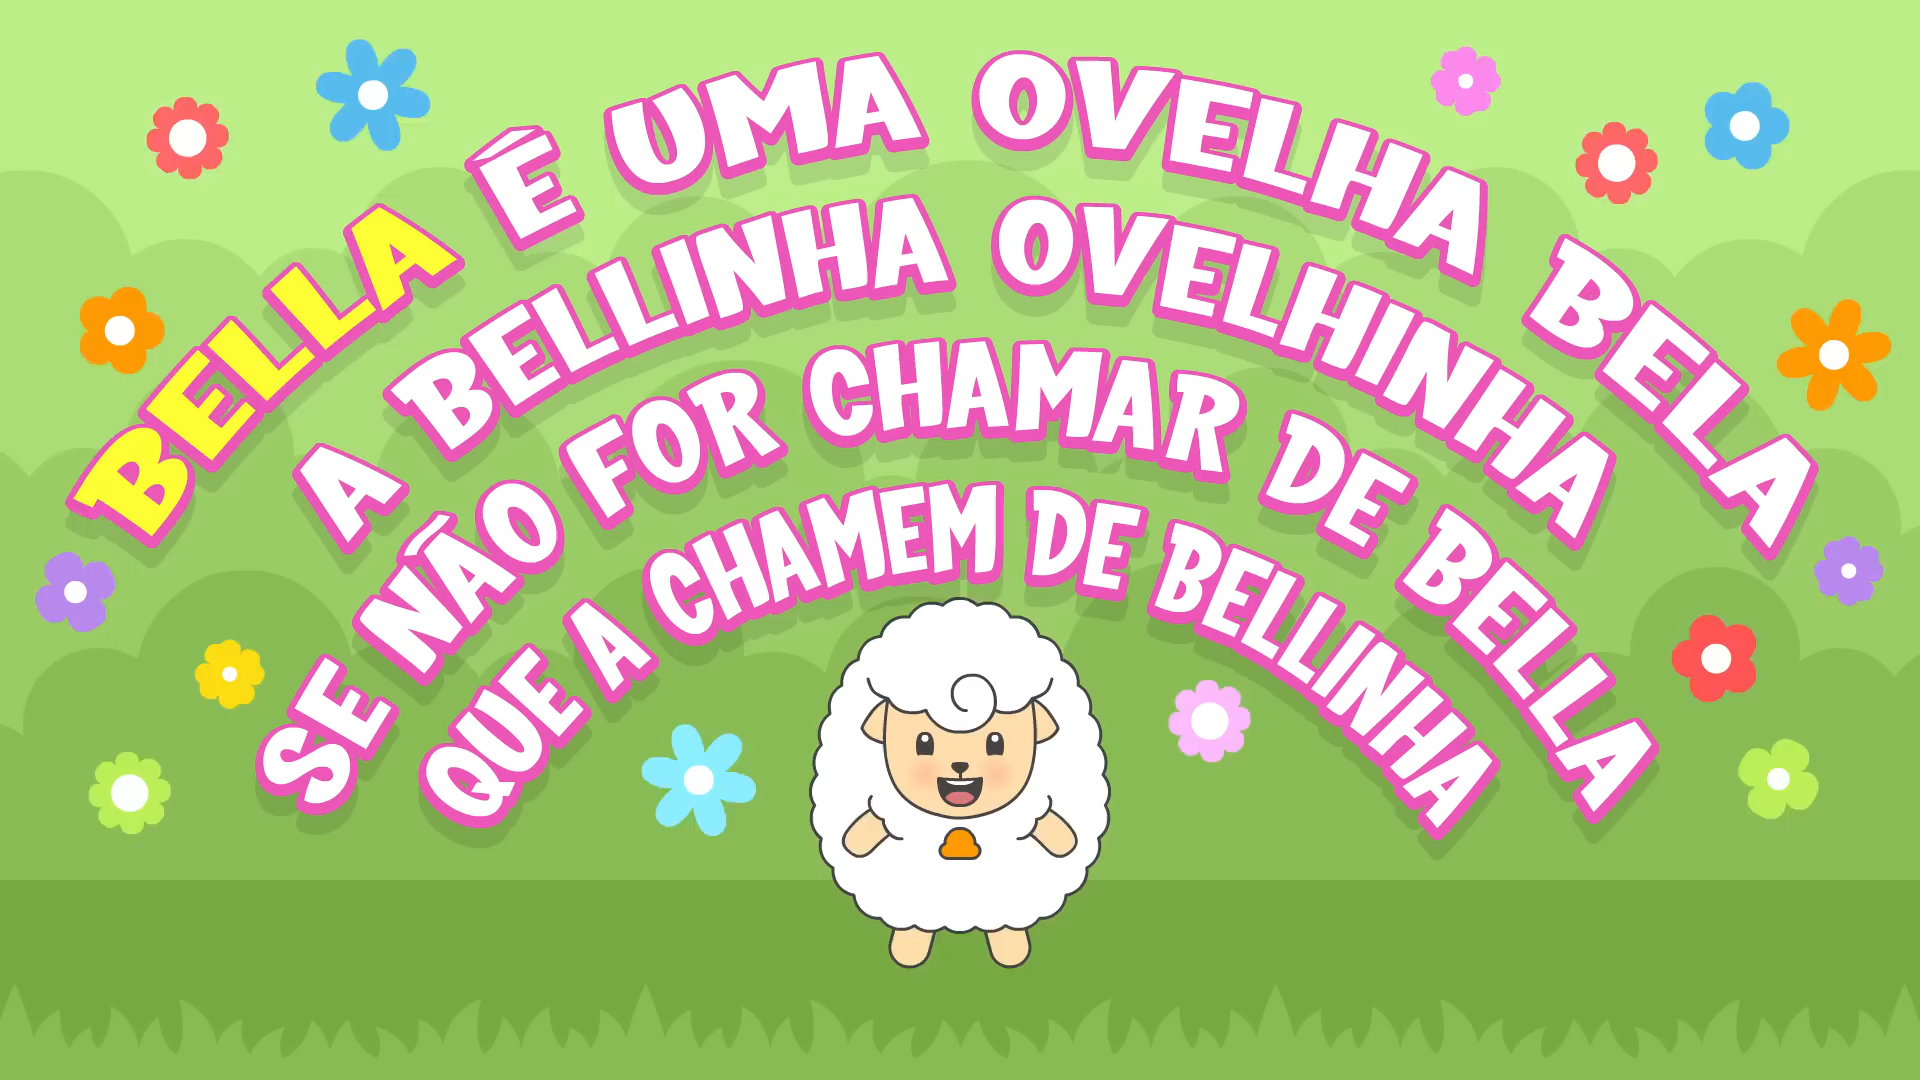 BELLA É UMA OVELHA BELA
A BELLINHA OVELHINHA
SE NÃO FOR CHAMAR DE BELLA
QUE A CHAMEM DE BELLINHA